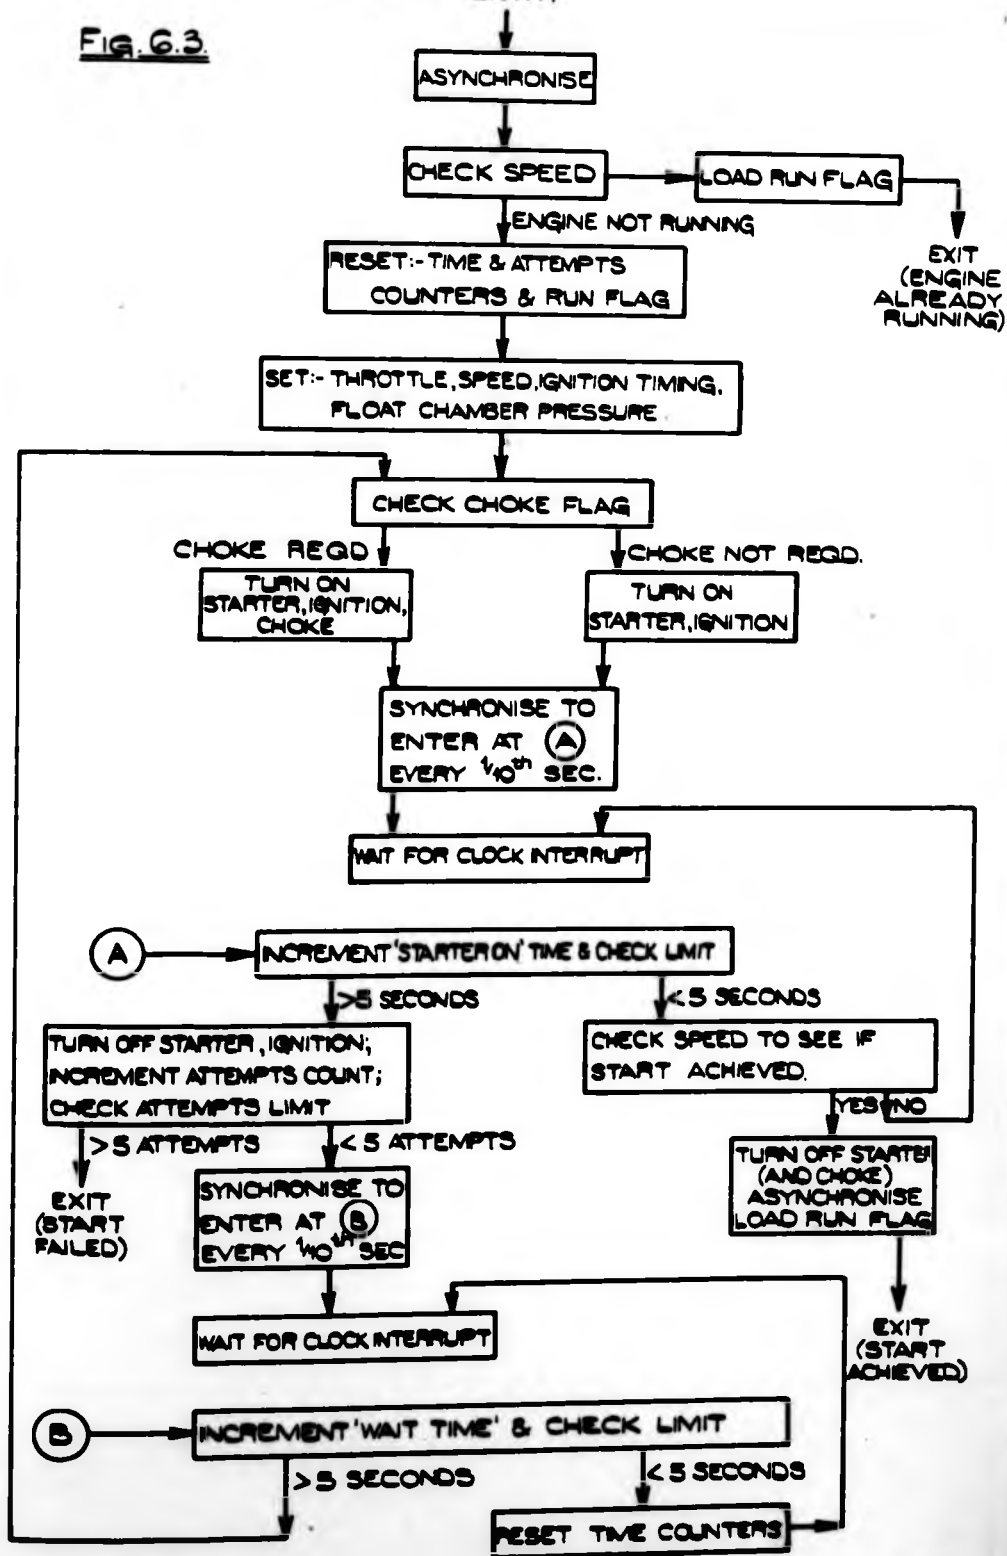 FIG. 6.3.
ASYNCHRONISE
CHECK SPEED
LOAD RUN FLAG
ENGINE NOT RUNNING
EXIT
(ENGINE
ALREADY
RUNNING)
RESET:- TIME & ATTEMPTS
COUNTERS & RUN FLAG
SET:- THROTTLE, SPEED, IGNITION TIMING,
FLOAT CHAMBER PRESSURE
CHECK CHOKE FLAG
CHOKE REQD
CHOKE NOT REQD.
TURN ON
STARTER, IGNITION,
CHOKE
TURN ON
STARTER, IGNITION
SYNCHRONISE TO
ENTER AT A
EVERY 1/10th SEC.
WAIT FOR CLOCK INTERRUPT
A
INCREMENT 'STARTER ON' TIME & CHECK LIMIT
>5 SECONDS
<5 SECONDS
TURN OFF STARTER, IGNITION;
INCREMENT ATTEMPTS COUNT;
CHECK ATTEMPTS LIMIT
CHECK SPEED TO SEE IF
START ACHIEVED.
YES NO
>5 ATTEMPTS
<5 ATTEMPTS
EXIT
(START
FAILED)
SYNCHRONISE TO
ENTER AT B
EVERY 1/10th SEC
TURN OFF STARTER
(AND CHOKE)
ASYNCHRONISE
LOAD RUN FLAG
WAIT FOR CLOCK INTERRUPT
EXIT
(START
ACHIEVED)
B
INCREMENT 'WAIT TIME' & CHECK LIMIT
>5 SECONDS
<5 SECONDS
RESET TIME COUNTERS